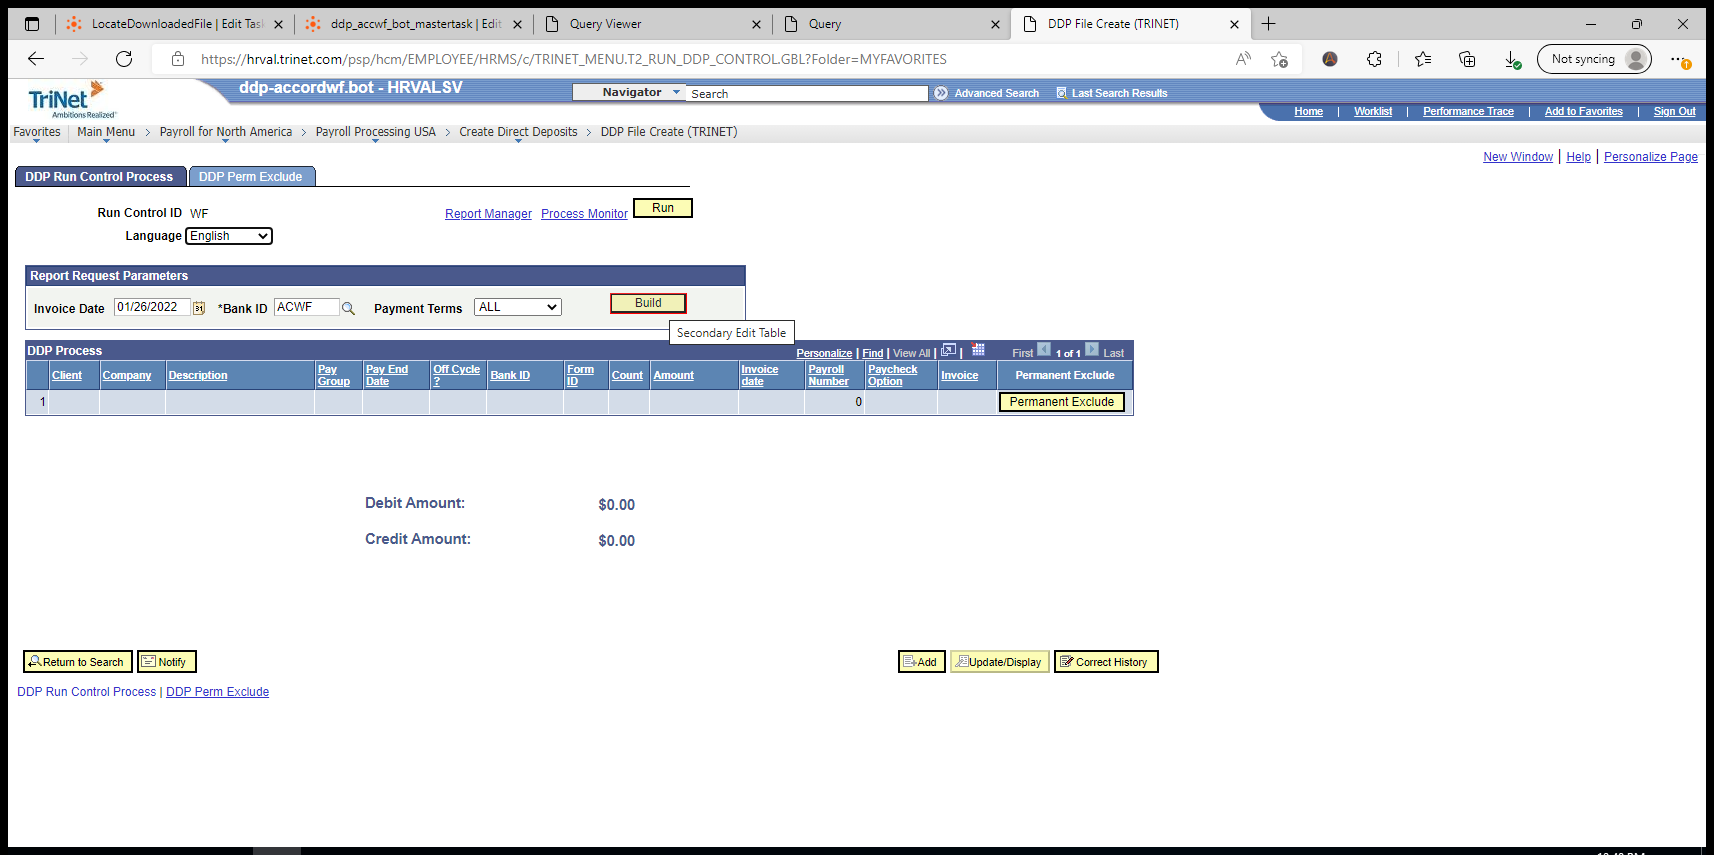 LocateDownloadedFile | Edit Task
ddp_accwf_bot_mastertask | Edit
Query Viewer
Query
DDP File Create (TRINET)
https://hrval.trinet.com/psp/hcm/EMPLOYEE/HRMS/c/TRINET_MENU.T2_RUN_DDP_CONTROL.GBL?Folder=MYFAVORITES
Not syncing
TriNet
Ambitions Realized
ddp-accordwf.bot - HRVALSV
Navigator
Search
Advanced Search
Last Search Results
Home | Worklist | Performance Trace | Add to Favorites | Sign Out
Favorites | Main Menu > Payroll for North America > Payroll Processing USA > Create Direct Deposits > DDP File Create (TRINET)
New Window | Help | Personalize Page
DDP Run Control Process
DDP Perm Exclude
Run Control ID WF
Report Manager Process Monitor Run
Language English
Report Request Parameters
Invoice Date 01/26/2022 31 *Bank ID ACWF Payment Terms ALL Build
Secondary Edit Table
DDP Process Personalize | Find | View All | | First 1 of 1 Last
Client Company Description Pay Group Pay End Date Off Cycle ? Bank ID Form ID Count Amount Invoice date Payroll Number Paycheck Option Invoice Permanent Exclude
1 0 Permanent Exclude
Debit Amount: $0.00
Credit Amount: $0.00
Return to Search Notify Add Update/Display Correct History
DDP Run Control Process | DDP Perm Exclude